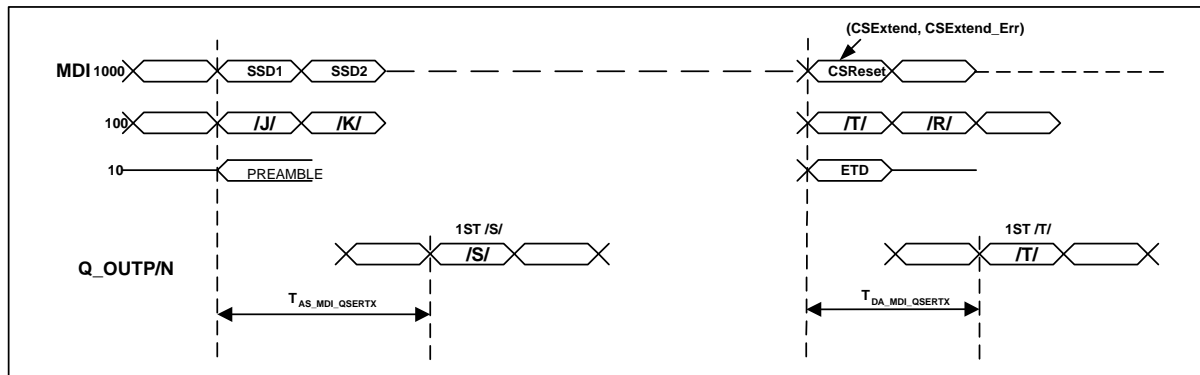 (CSExtend, CSExtend_Err)
MDI 1000 SSD1 SSD2 CSReset
100 /J/ /K/ /T/ /R/
10 PREAMBLE ETD
1ST /S/ 1ST /T/
/S/ /T/
Q_OUTP/N
TAS_MDI_QSERTX TDA_MDI_QSERTX